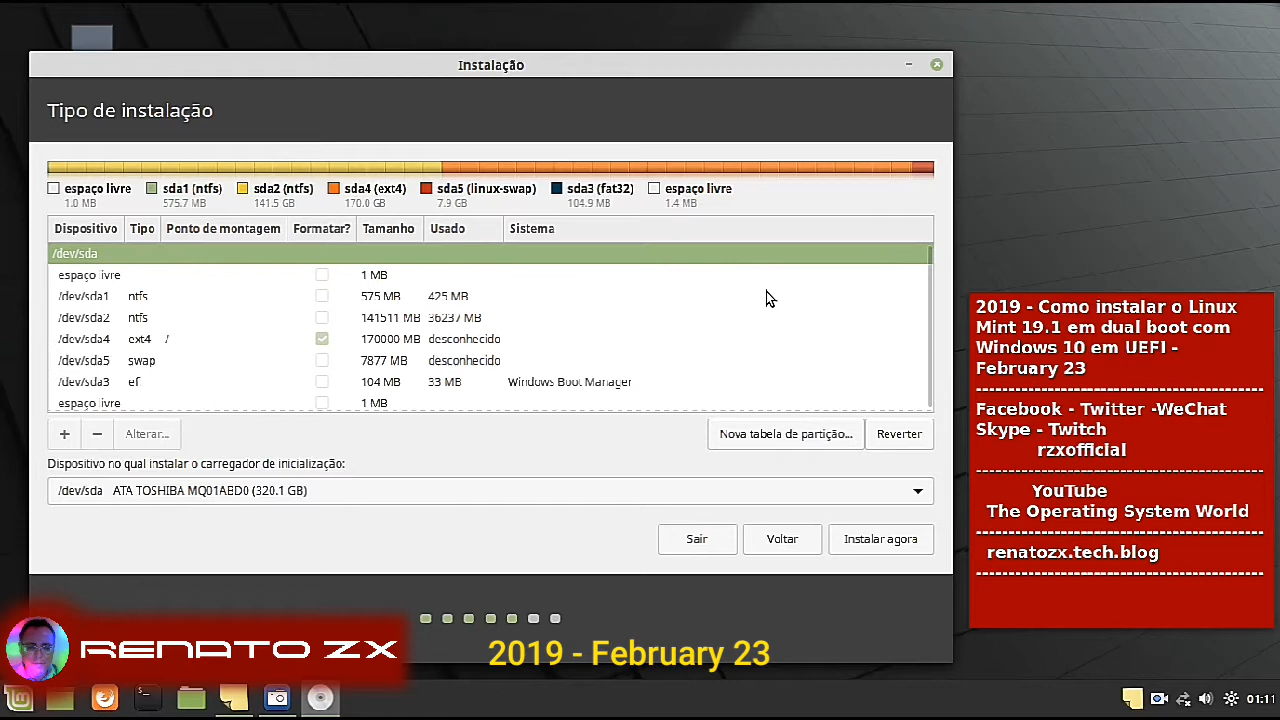 Instalação
Tipo de instalação
espaço livre sda1 (ntfs) sda2 (ntfs) sda4 (ext4) sda5 (linux-swap) sda3 (fat32) espaço livre
1.0 MB 575.7 MB 141.5 GB 170.0 GB 7.9 GB 104.9 MB 1.4 MB
Dispositivo Tipo Ponto de montagem Formatar? Tamanho Usado Sistema
/dev/sda
espaço livre 1 MB
/dev/sda1 ntfs 575 MB 425 MB
/dev/sda2 ntfs 141511 MB 36237 MB
/dev/sda4 ext4 / 170000 MB desconhecido
/dev/sda5 swap 7877 MB desconhecido
/dev/sda3 efi 104 MB 33 MB Windows Boot Manager
espaço livre 1 MB
+ − Alterar... Nova tabela de partição... Reverter
Dispositivo no qual instalar o carregador de inicialização:
/dev/sda ATA TOSHIBA MQ01ABD0 (320.1 GB)
Sair Voltar Instalar agora
2019 - Como instalar o Linux
Mint 19.1 em dual boot com
Windows 10 em UEFI -
February 23
Facebook - Twitter -WeChat
Skype - Twitch
rzxofficial
YouTube
The Operating System World
renatozx.tech.blog
RENATO ZX
2019 - February 23
01:11